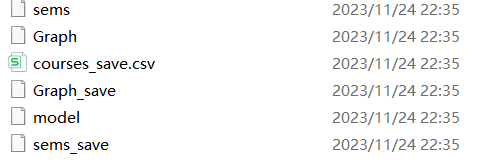 sems 2023/11/24 22:35
Graph 2023/11/24 22:35
courses_save.csv 2023/11/24 22:35
Graph_save 2023/11/24 22:35
model 2023/11/24 22:35
sems_save 2023/11/24 22:35